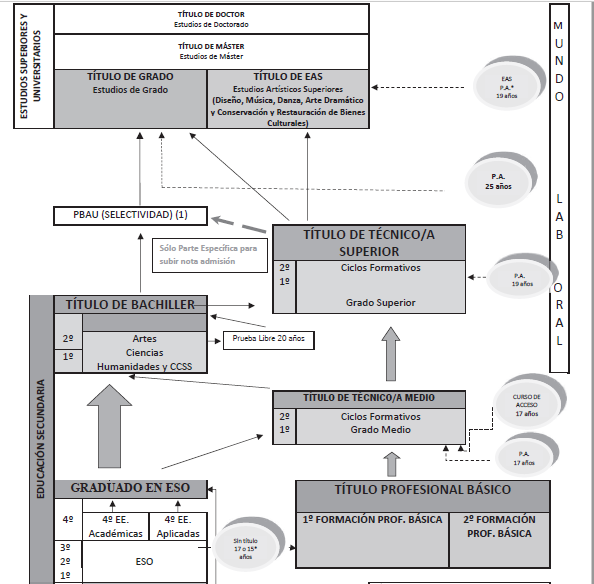 ESTUDIOS SUPERIORES Y
UNIVERSITARIOS
TÍTULO DE DOCTOR
Estudios de Doctorado
TÍTULO DE MÁSTER
Estudios de Máster
TÍTULO DE GRADO
Estudios de Grado
TÍTULO DE EAS
Estudios Artísticos Superiores
(Diseño, Música, Danza, Arte Dramático
y Conservación y Restauración de Bienes
Culturales)
MUNDO LABORAL
EAS
P.A.*
19 años
P.A.
25 años
PBAU (SELECTIVIDAD) (1)
Sólo Parte Específica para
subir nota admisión
TÍTULO DE TÉCNICO/A
SUPERIOR
2º
1º
Ciclos Formativos
Grado Superior
P.A.
19 años
EDUCACIÓN SECUNDARIA
TÍTULO DE BACHILLER
2º
1º
Artes
Ciencias
Humanades y CCSS
Prueba Libre 20 años
TÍTULO DE TÉCNICO/A MEDIO
2º
1º
Ciclos Formativos
Grado Medio
CURSO DE
ACCESO
17 años
P.A.
17 años
GRADUADO EN ESO
4º
4º EE.
Académicas
4º EE.
Aplicadas
3º
2º
1º
ESO
Sin título
17 o 15*
años
TÍTULO PROFESIONAL BÁSICO
1º FORMACIÓN PROF. BÁSICA
2º FORMACIÓN
PROF. BÁSICA